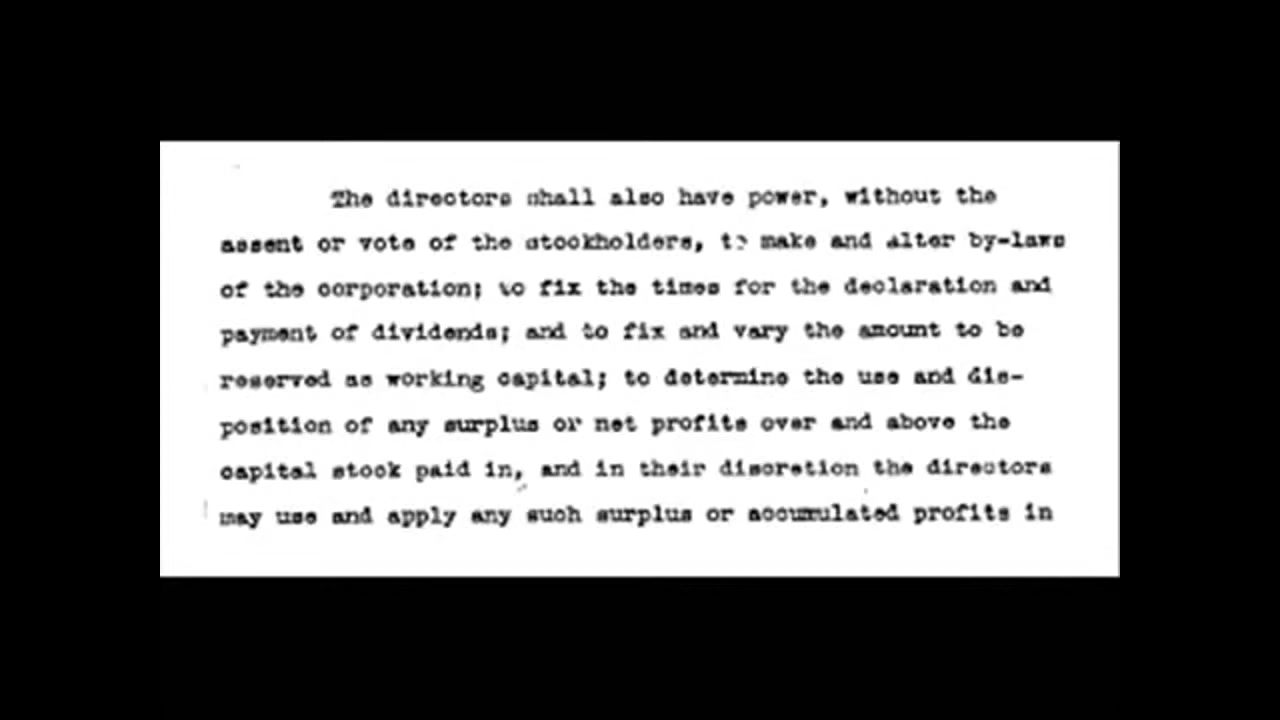 The directors shall also have power, without the
assent or vote of the stockholders, to make and alter by-laws
of the corporation; to fix the times for the declaration and
payment of dividends; and to fix and vary the amount to be
reserved as working capital; to determine the use and dis-
position of any surplus or net profits over and above the
capital stock paid in, and in their discretion the directors
may use and apply any such surplus or accumulated profits in